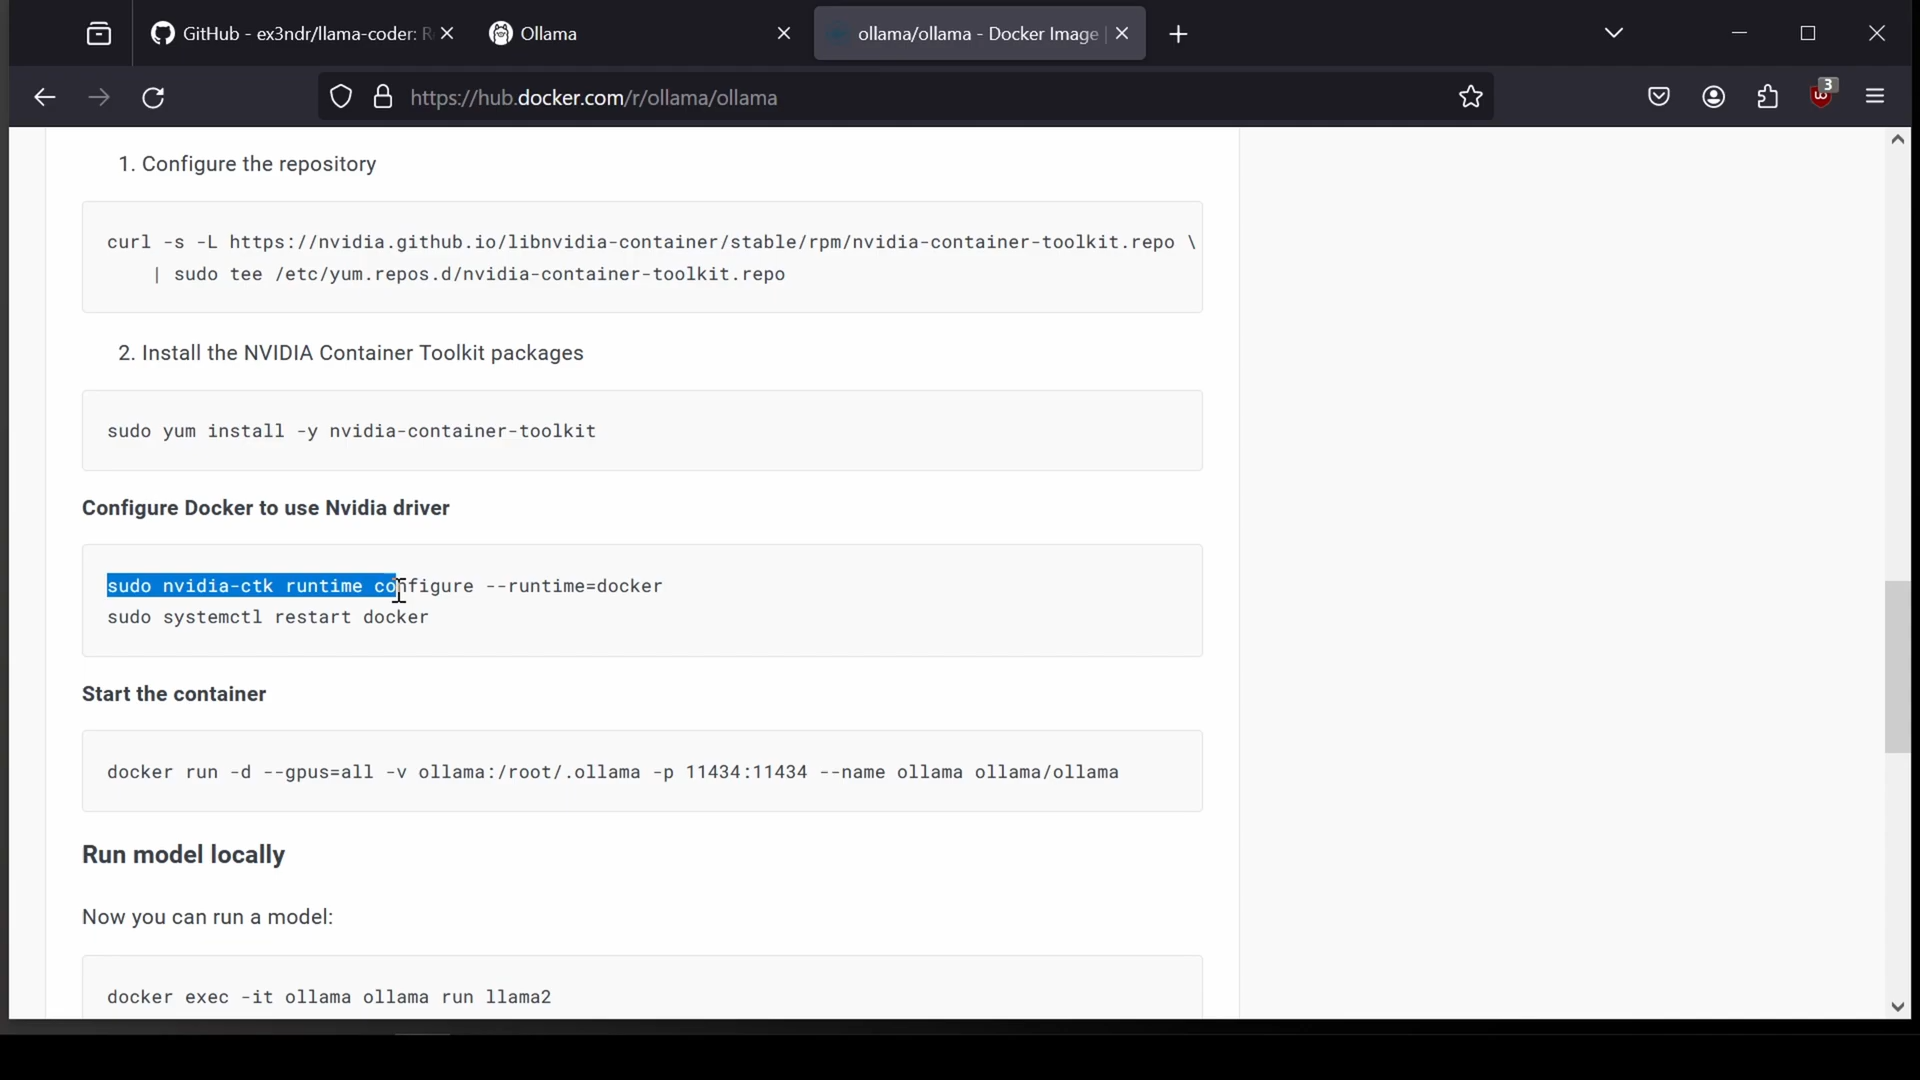 GitHub - ex3ndr/llama-coder: R
Ollama
ollama/ollama - Docker Image |
https://hub.docker.com/r/ollama/ollama
3
1. Configure the repository
curl -s -L https://nvidia.github.io/libnvidia-container/stable/rpm/nvidia-container-toolkit.repo \
| sudo tee /etc/yum.repos.d/nvidia-container-toolkit.repo
2. Install the NVIDIA Container Toolkit packages
sudo yum install -y nvidia-container-toolkit
Configure Docker to use Nvidia driver
sudo nvidia-ctk runtime configure --runtime=docker
sudo systemctl restart docker
Start the container
docker run -d --gpus=all -v ollama:/root/.ollama -p 11434:11434 --name ollama ollama/ollama
Run model locally
Now you can run a model:
docker exec -it ollama ollama run llama2